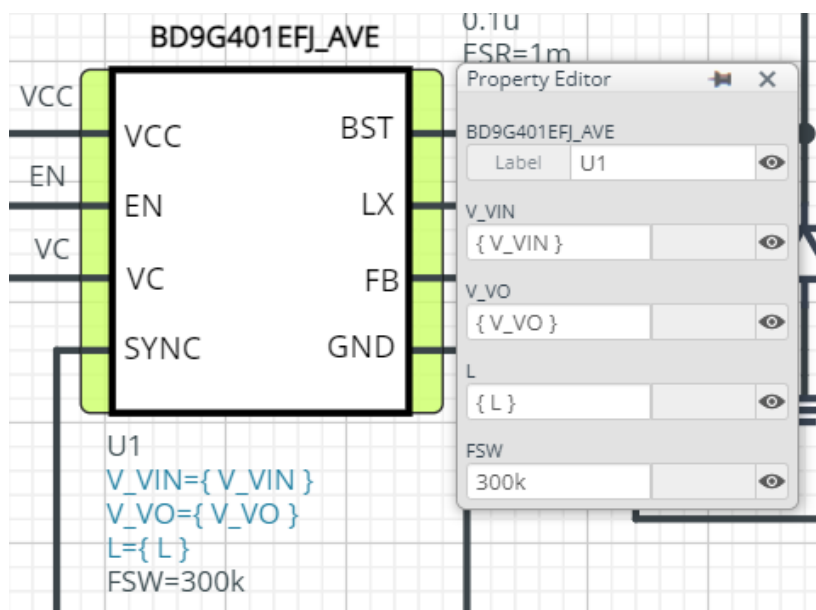 BD9G401EFJ_AVE
0.1u
ESR=1m
VCC
EN
VC
VCC
EN
VC
SYNC
BST
LX
FB
GND
U1
V_VIN={ V_VIN }
V_VO={ V_VO }
L={ L }
FSW=300k
Property Editor
BD9G401EFJ_AVE
Label U1
V_VIN
{ V_VIN }
V_VO
{ V_VO }
L
{ L }
FSW
300k